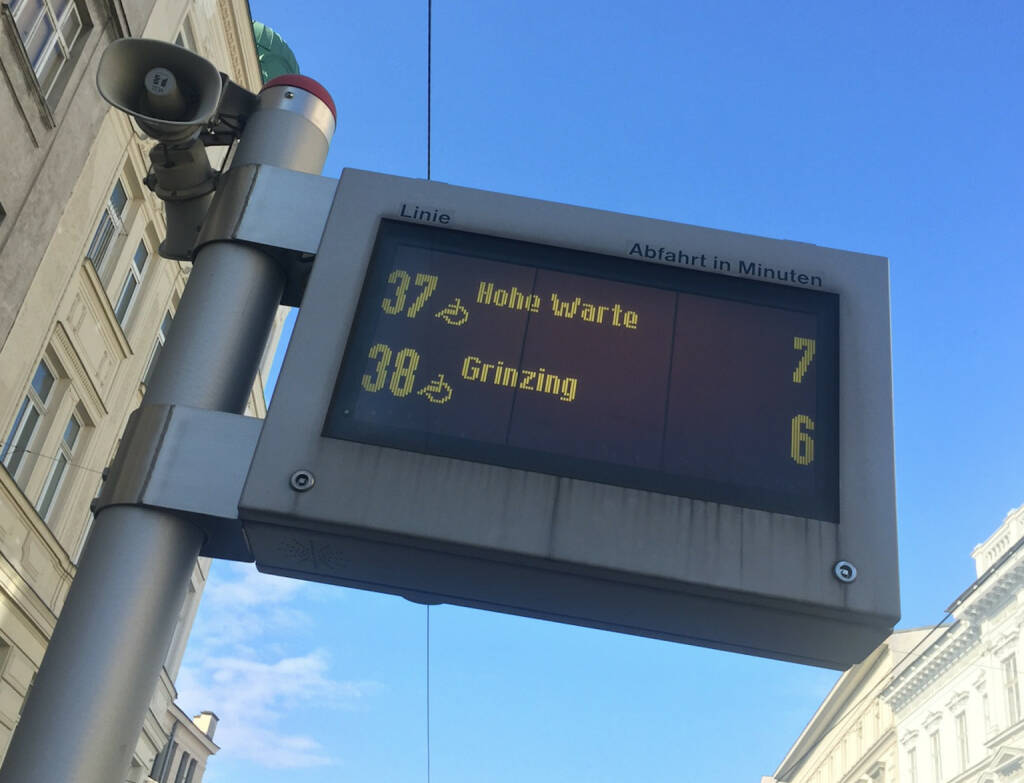 Linie
Abfahrt in Minuten
37 Hohe Warte 7
38 Grinzing 6